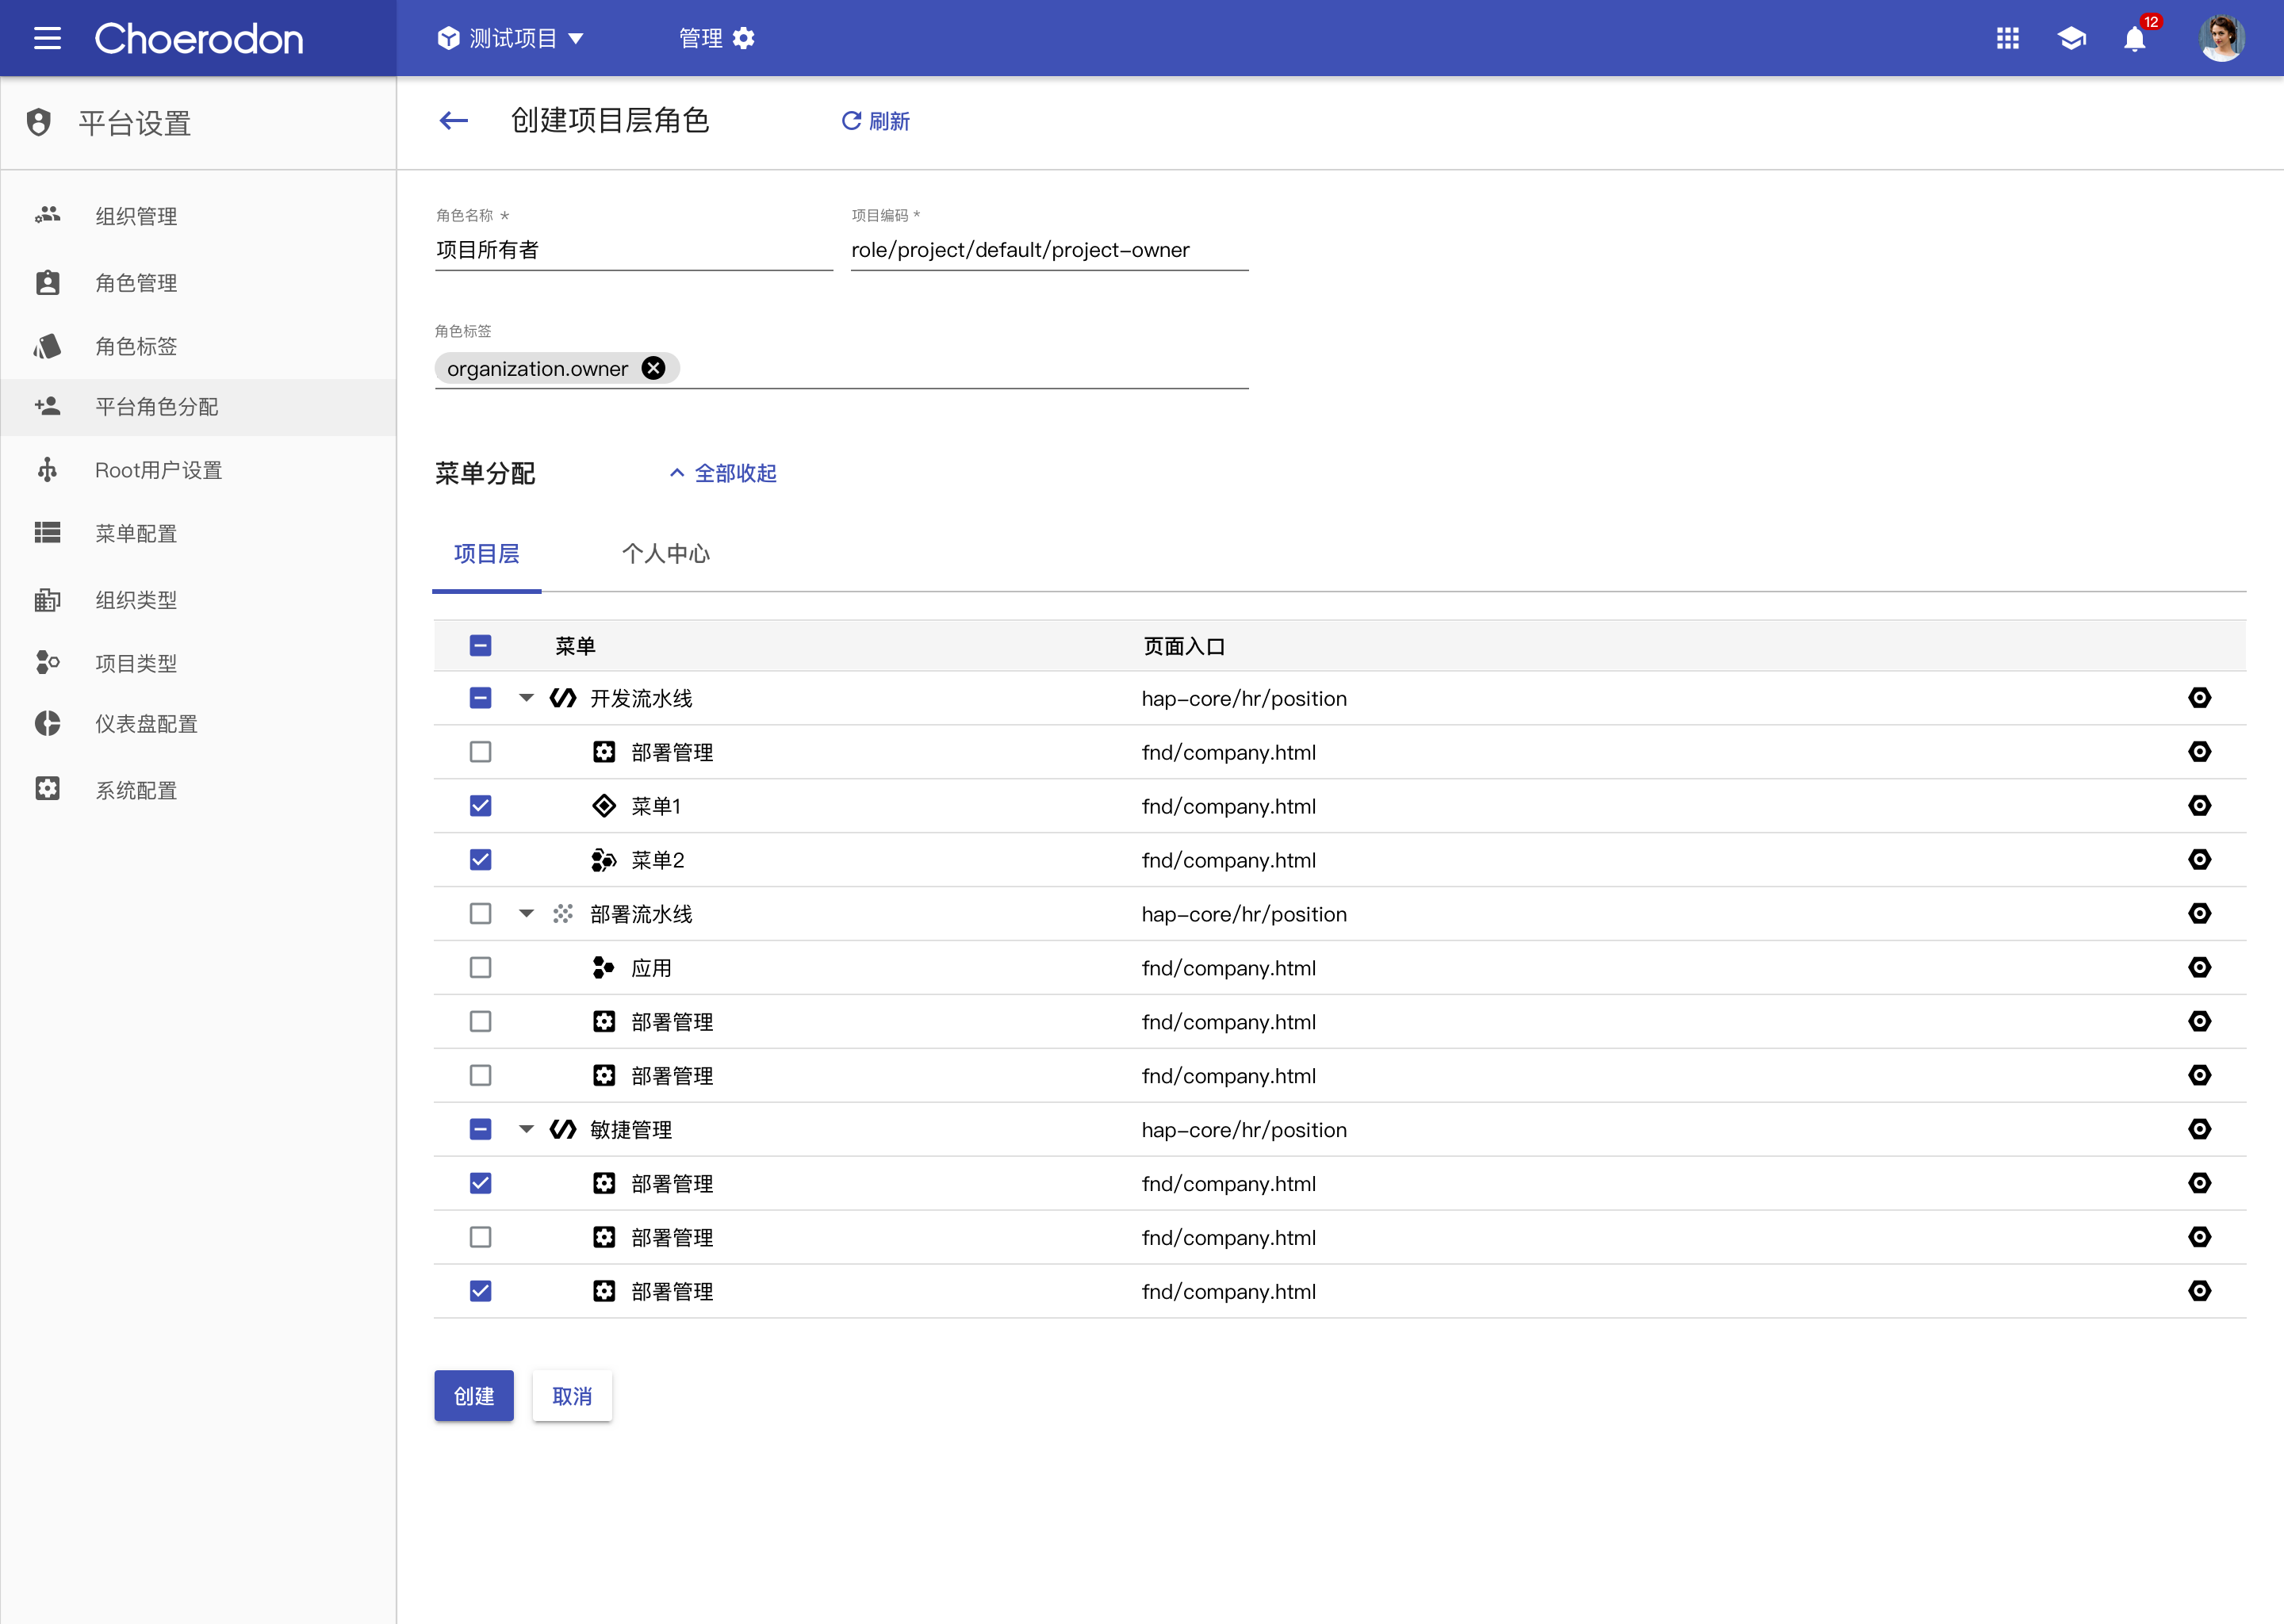 Choerodon
测试项目
管理
12
平台设置
组织管理
角色管理
角色标签
平台角色分配
Root用户设置
菜单配置
组织类型
项目类型
仪表盘配置
系统配置
创建项目层角色
刷新
角色名称 *
项目所有者
项目编码 *
role/project/default/project-owner
角色标签
organization.owner
菜单分配
全部收起
项目层
个人中心
菜单 页面入口
开发流水线 hap-core/hr/position
部署管理 fnd/company.html
菜单1 fnd/company.html
菜单2 fnd/company.html
部署流水线 hap-core/hr/position
应用 fnd/company.html
部署管理 fnd/company.html
部署管理 fnd/company.html
敏捷管理 hap-core/hr/position
部署管理 fnd/company.html
部署管理 fnd/company.html
部署管理 fnd/company.html
创建
取消